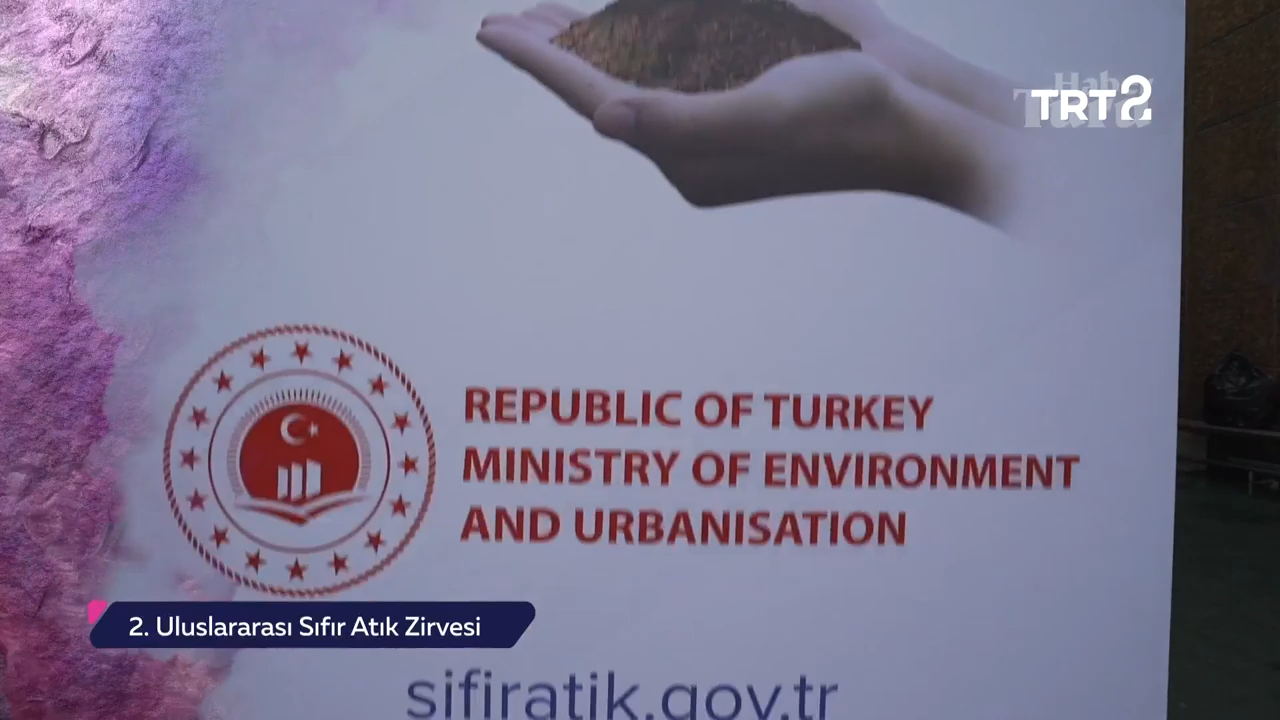 TRT2
REPUBLIC OF TURKEY
MINISTRY OF ENVIRONMENT
AND URBANISATION
2. Uluslararası Sıfır Atık Zirvesi
sifiratik.gov.tr